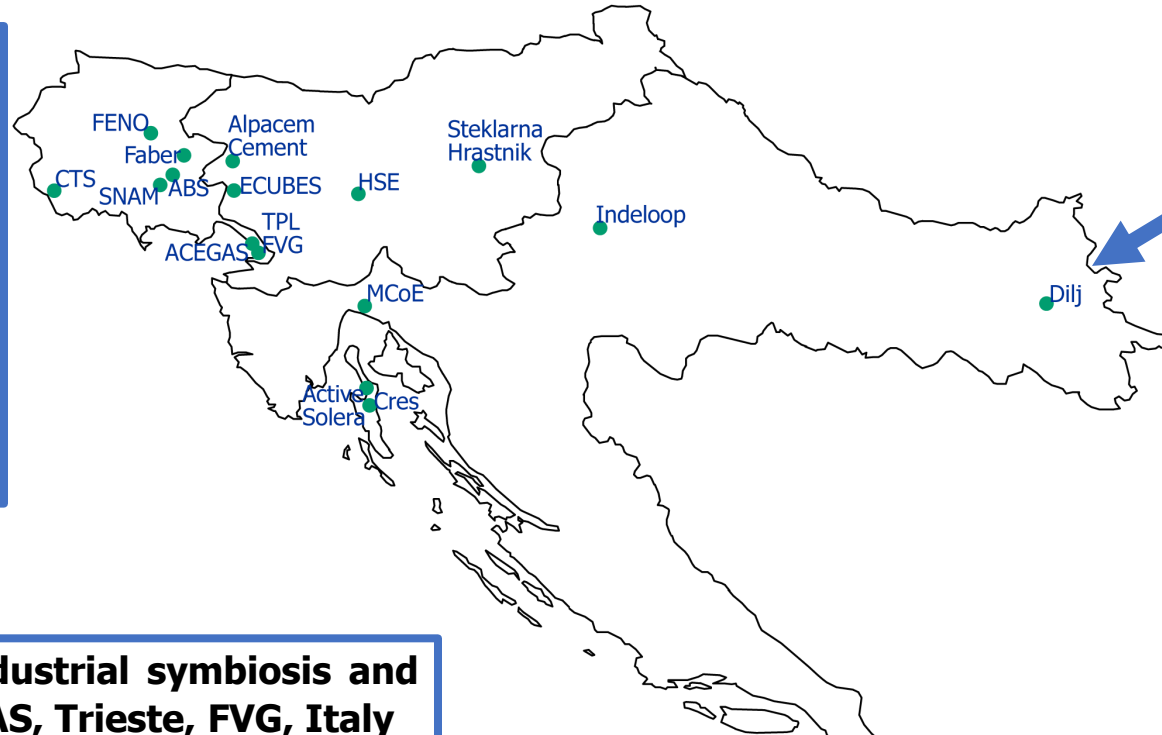 FENO
Alpacem
Cement
Steklarna
Hrastnik
Faber
CTS
SNAM
ABS
ECUBES
HSE
Indeloop
TPL
FVG
ACEGAS
MCoE
Dilj
Active
Solera
Cres
dustrial symbiosis and
AS, Trieste, FVG, Italy